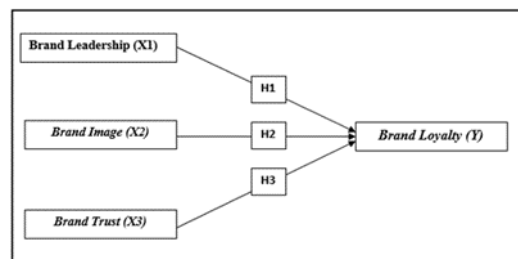 Brand Leadership (X1)
H1
Brand Image (X2)
H2
Brand Loyalty (Y)
H3
Brand Trust (X3)